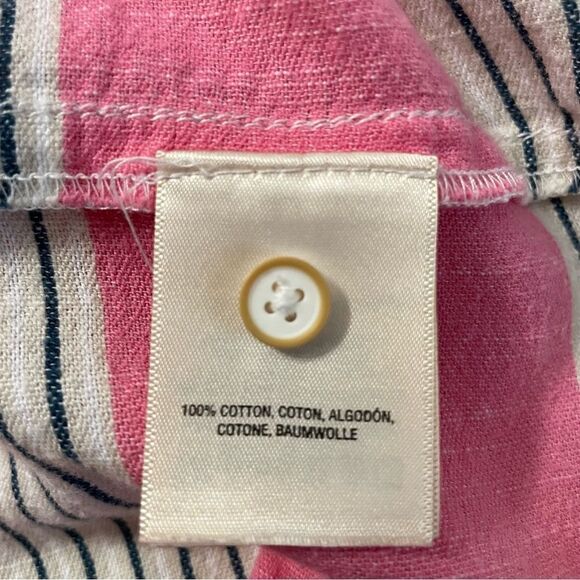 100% COTTON, COTON, ALGODÓN,
COTONE, BAUMWOLLE